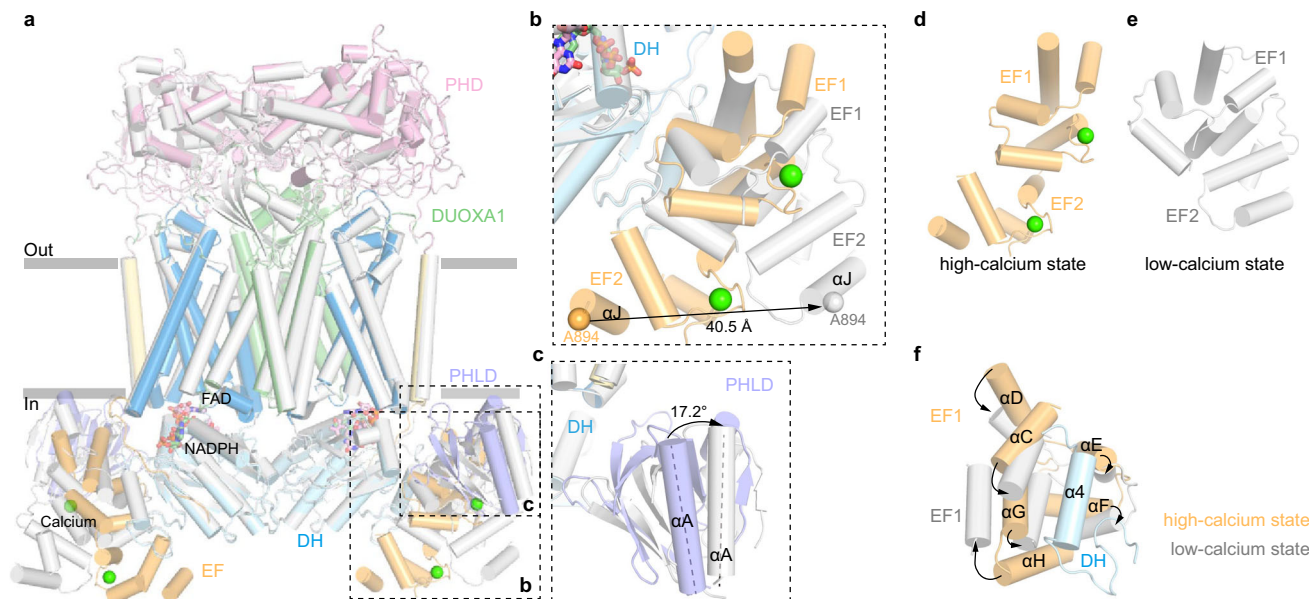 a
PHD
DUOXA1
Out
In
FAD
NADPH
PHLD
Calcium
DH
EF
c
b
b
DH
EF1
EF1
EF2
EF2
αJ
αJ
A894
A894
40.5 Å
c
PHLD
17.2°
DH
αA
αA
d
EF1
EF2
high-calcium state
e
EF1
EF2
low-calcium state
f
αD
EF1
αC
αE
α4
αG
αF
EF1
αH
DH
high-calcium state
low-calcium state